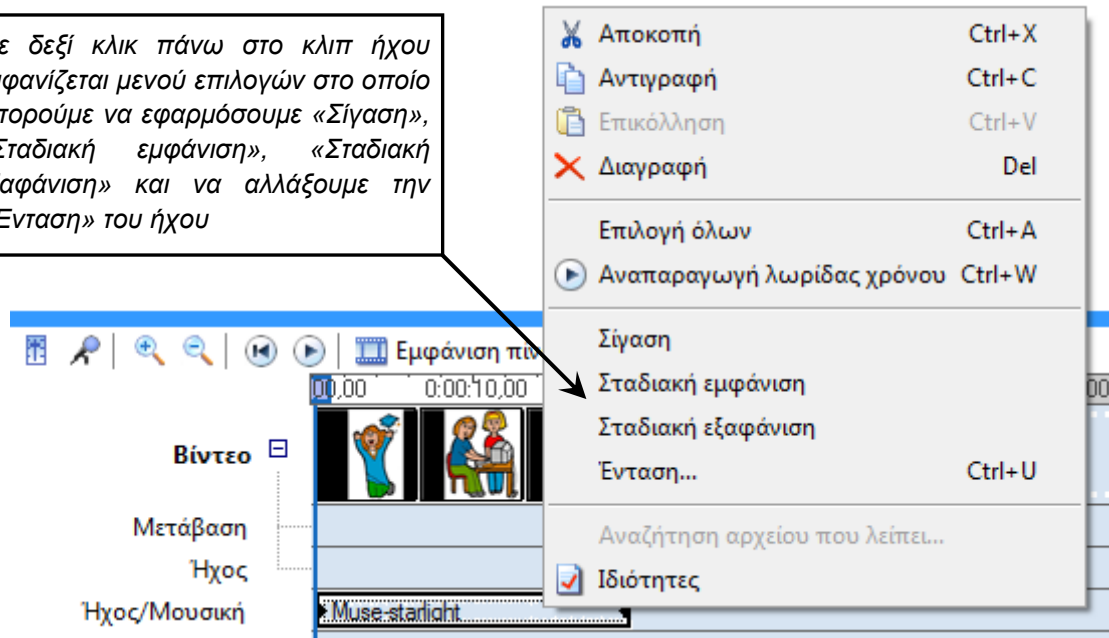 ε δεξί κλικ πάνω στο κλιπ ήχου
φανίζεται μενού επιλογών στο οποίο
πορούμε να εφαρμόσουμε «Σίγαση»,
Σταδιακή εμφάνιση», «Σταδιακή
αφάνιση» και να αλλάξουμε την
Ένταση» του ήχου
Αποκοπή Ctrl+X
Αντιγραφή Ctrl+C
Επικόλληση Ctrl+V
Διαγραφή Del
Επιλογή όλων Ctrl+A
Αναπαραγωγή λωρίδας χρόνου Ctrl+W
Σίγαση
Σταδιακή εμφάνιση
Σταδιακή εξαφάνιση
Ένταση... Ctrl+U
Αναζήτηση αρχείου που λείπει...
Ιδιότητες
Εμφάνιση πιν
00,00 0:00:10,00 00
Βίντεο
Μετάβαση
Ήχος
Ήχος/Μουσική
Muse-starlight